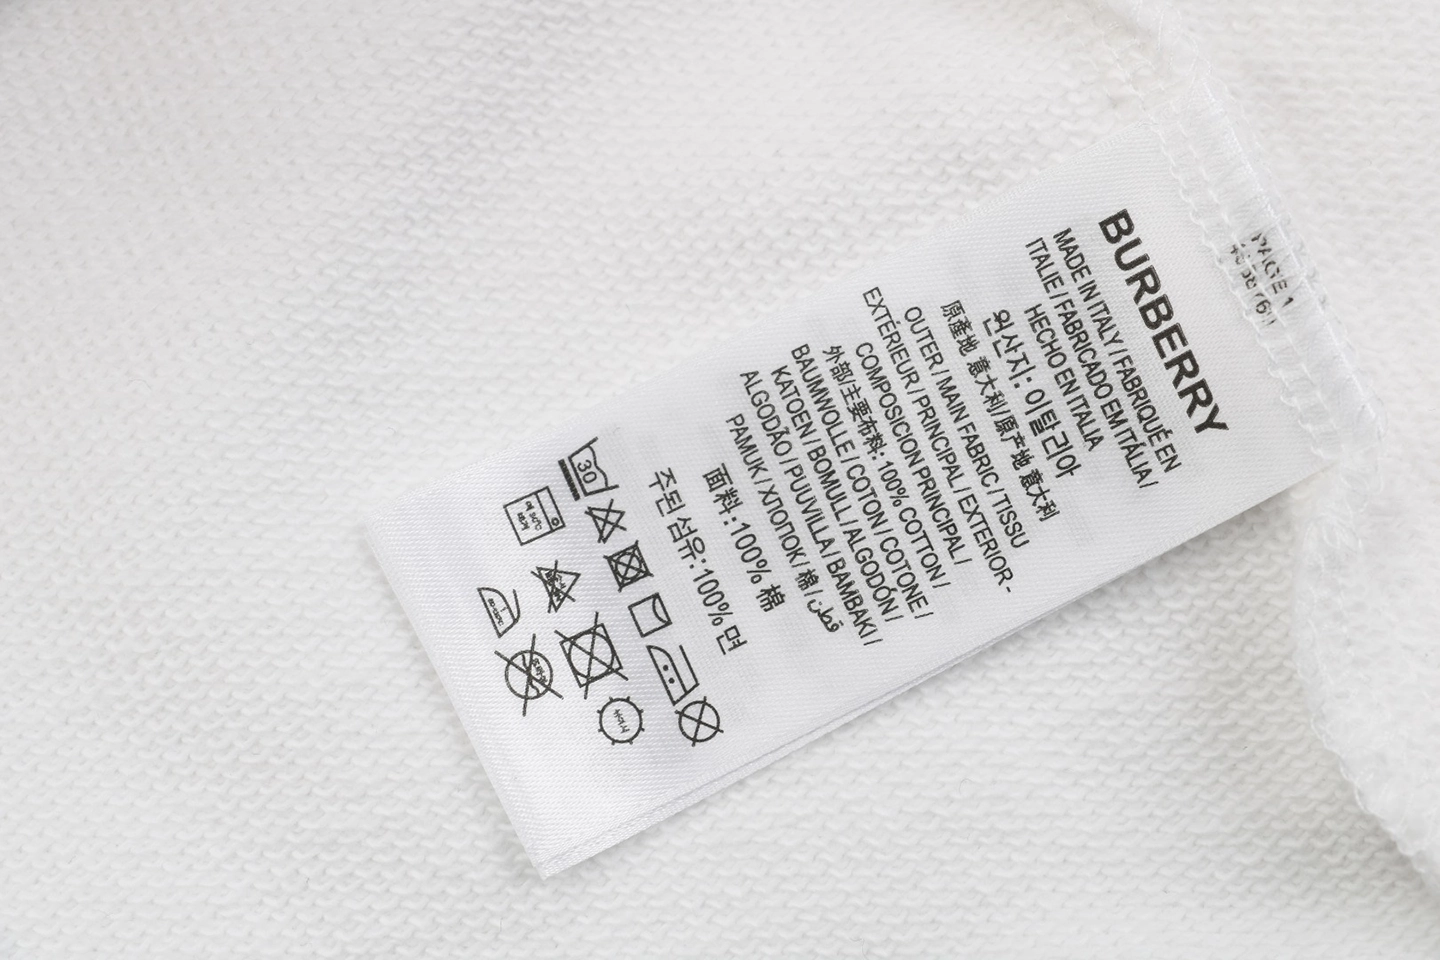 PAGE 1
BURBERRY
MADE IN ITALY / FABRIQUÉ EN
ITALIE / FABRICADO EM ITÁLIA /
HECHO EN ITALIA
원산지: 이탈리아
原產地 意大利/原产地 意大利
OUTER / MAIN FABRIC / TISSU
EXTÉRIEUR / PRINCIPAL / EXTERIOR -
COMPOSICION PRINCIPAL /
外部/主要布料: 100% COTTON /
BAUMWOLLE / COTON / COTONE /
KATOEN / BOMULL / ALGODÓN /
ALGODÃO / PUUVILLA / BAMBAKI /
PAMUK / ХЛОПОК / 棉 / قطن
面料:100% 棉
주된 섬유:100% 면
30